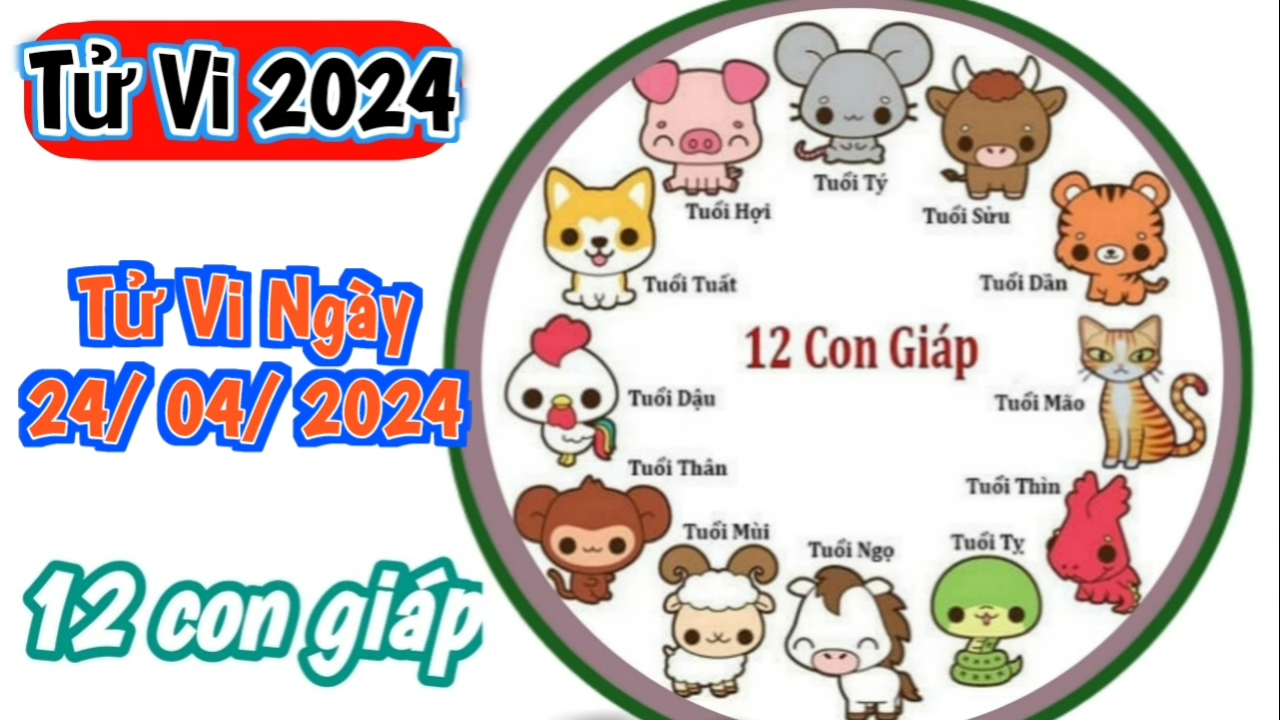 Tử Vi 2024
Tử Vi Ngày
24/ 04/ 2024
12 con giáp
Tuổi Tý
Tuổi Hợi
Tuổi Sửu
Tuổi Tuất
Tuổi Dần
12 Con Giáp
Tuổi Dậu
Tuổi Mão
Tuổi Thân
Tuổi Thìn
Tuổi Mùi
Tuổi Ngọ
Tuổi Tỵ